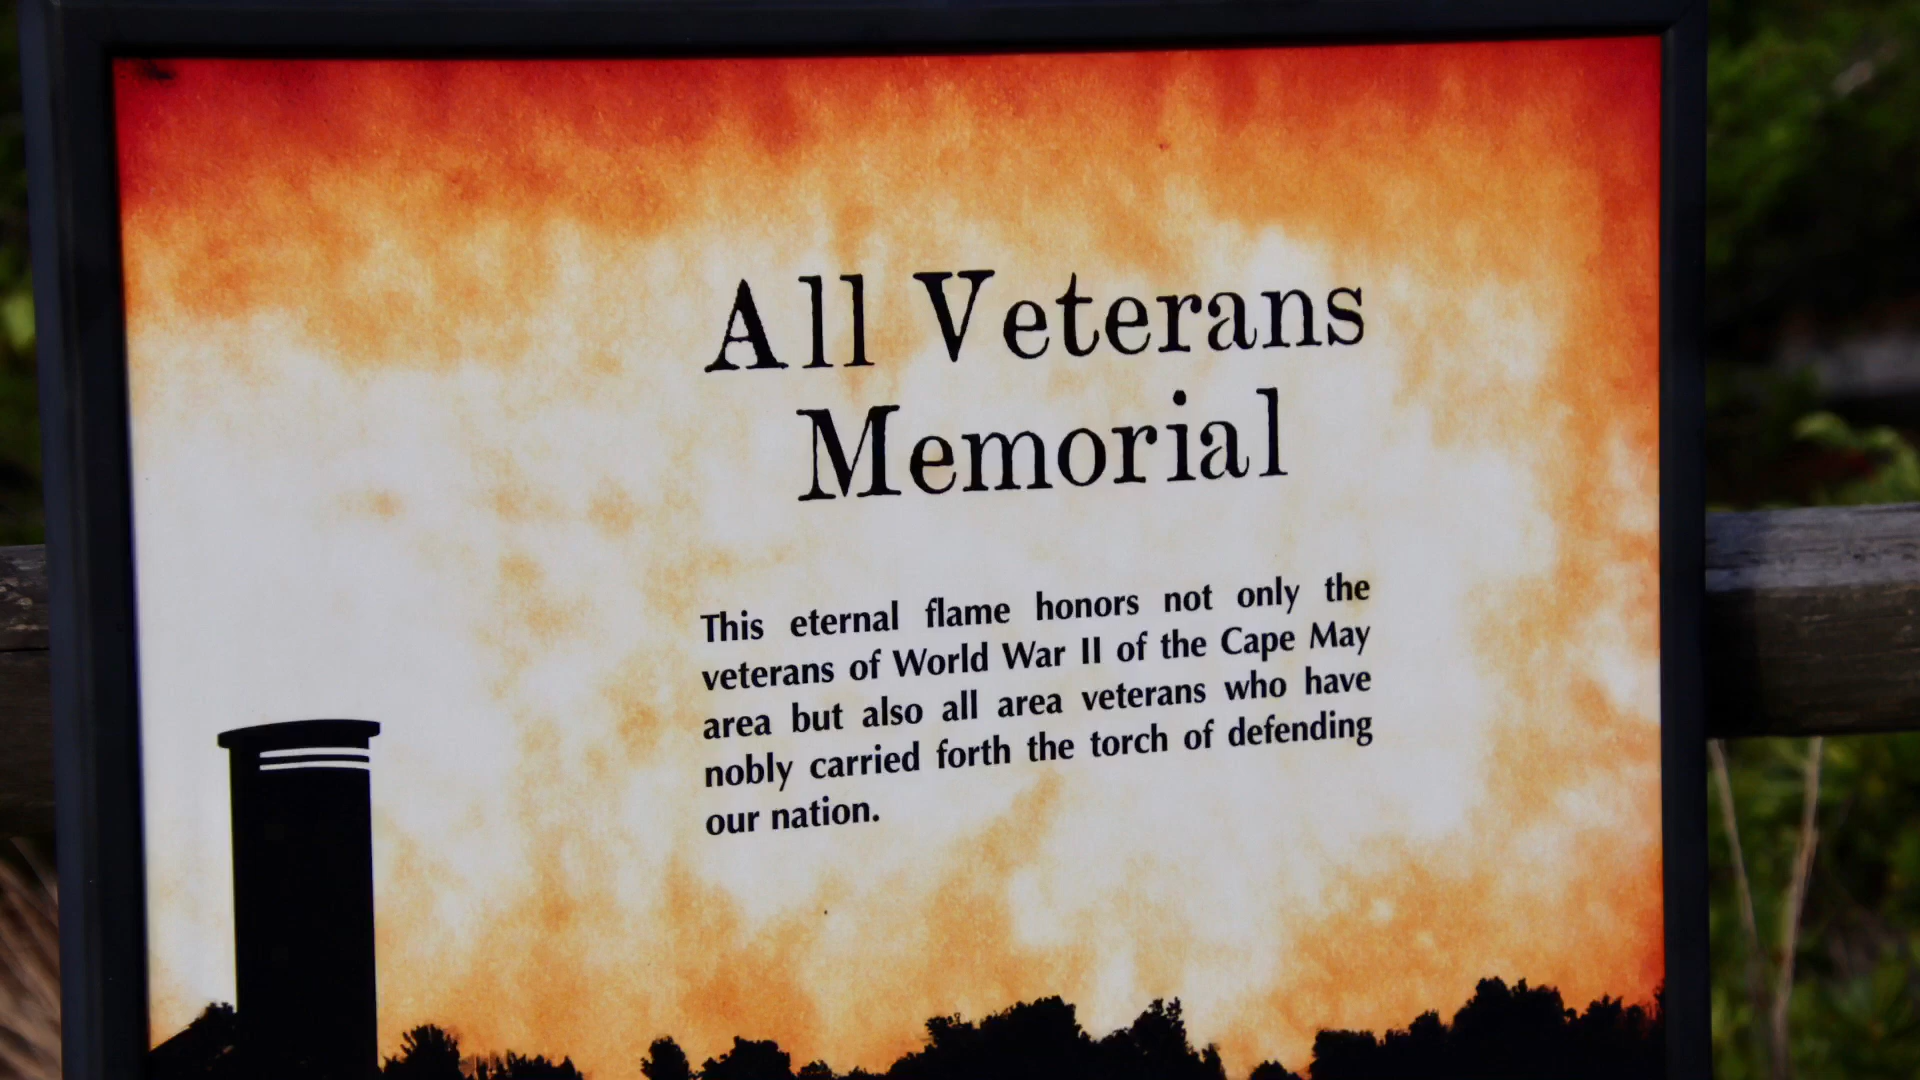 All Veterans
Memorial
This eternal flame honors not only the
veterans of World War II of the Cape May
area but also all area veterans who have
nobly carried forth the torch of defending
our nation.